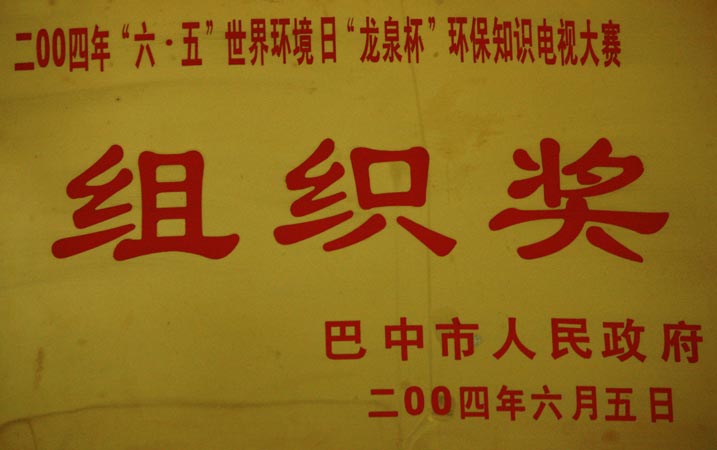 二00四年“六·五”世界环境日“龙泉杯”环保知识电视大赛
组织奖
巴中市人民政府
二00四年六月五日